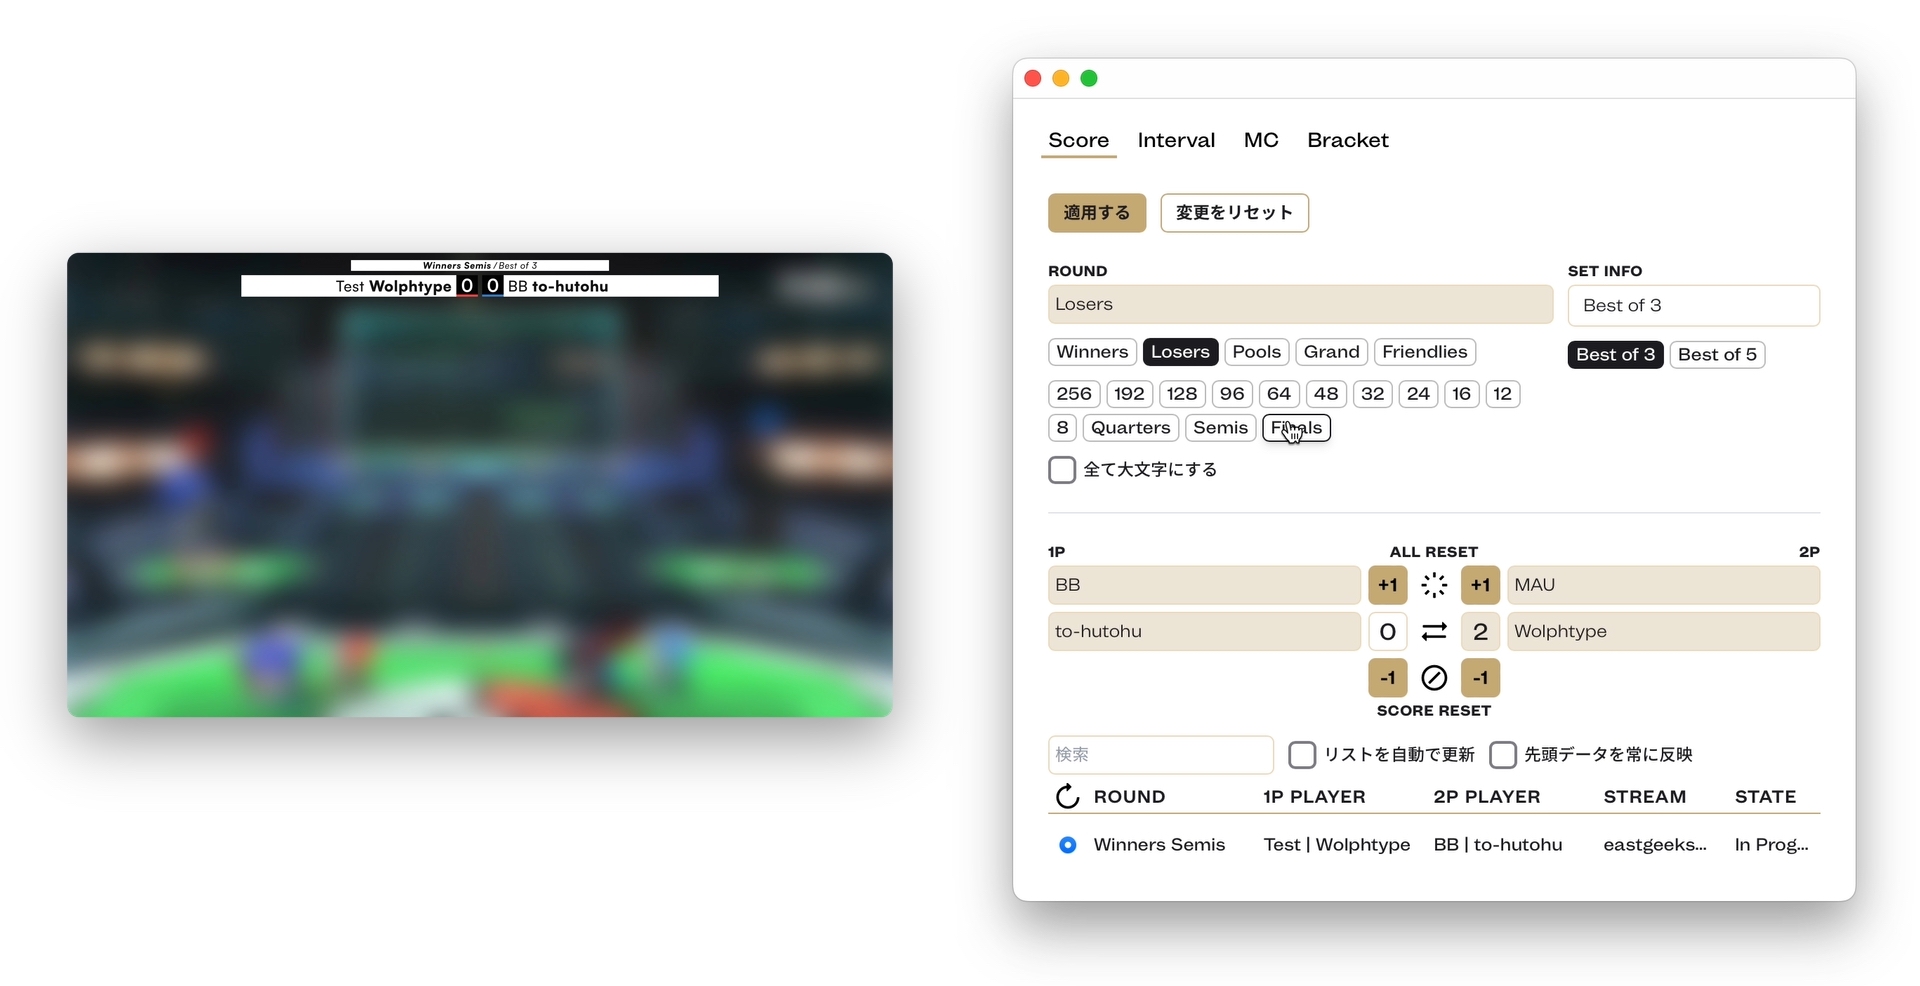 Winners Semis / Best of 3
Test Wolphtype 0 0 BB to-hutohu
Score Interval MC Bracket
適用する 変更をリセット
ROUND SET INFO
Losers Best of 3
Winners Losers Pools Grand Friendlies Best of 3 Best of 5
256 192 128 96 64 48 32 24 16 12
8 Quarters Semis Finals
全て大文字にする
1P ALL RESET 2P
BB +1 +1 MAU
to-hutohu 0 2 Wolphtype
-1 -1
SCORE RESET
検索 リストを自動で更新 先頭データを常に反映
ROUND 1P PLAYER 2P PLAYER STREAM STATE
Winners Semis Test | Wolphtype BB | to-hutohu eastgeeks... In Prog...